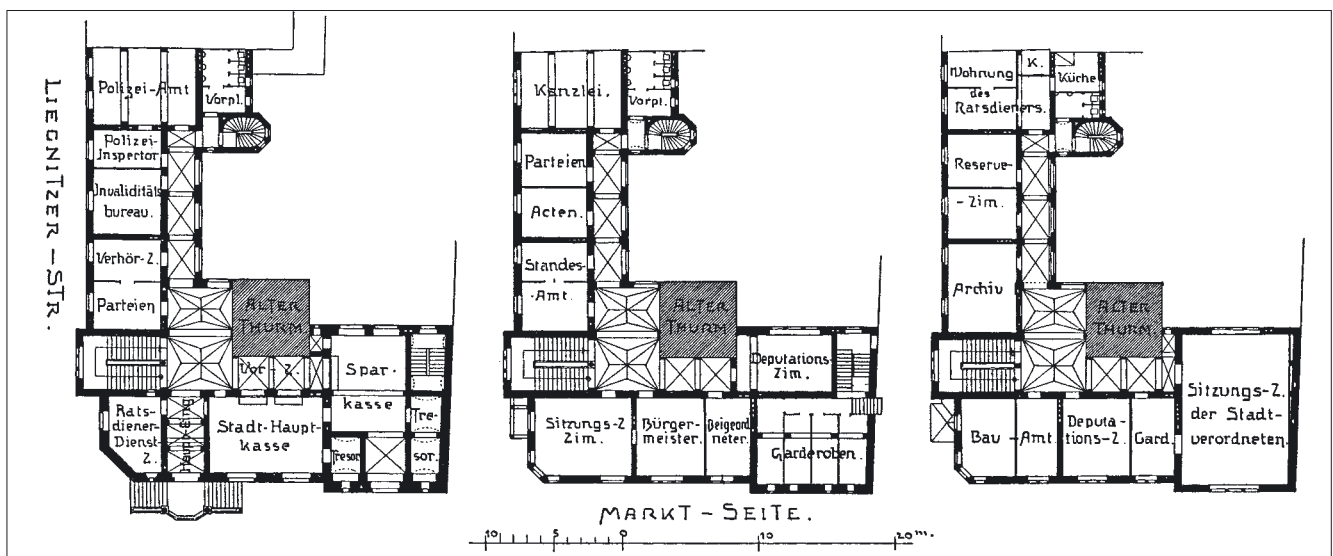 LIEGNITZER-STR.
Polizei-Amt
Vorpl.
Polizei-
Inspector
Invaliditäts
bureau.
Verhör-Z.
Parteien
ALTER
THURM
Vor-Z.
Spar-
kasse
Rats-
diener-
Dienst-
Z.
Haupt-Eing
Stadt-Haupt-
kasse
Tresor
Tre-
sor.
Kanzlei.
Vorpl.
Parteien
Acten.
Standes-
-Amt.
ALTER
THURM.
Deputations-
Zim.
Sitzungs-Z
Zim.
Bürger-
meister.
Beigeord-
neter.
Garderoben.
Wohnung
des
Ratsdieners.
K.
Küche
Reserve-
-Zim.
Archiv
ALTER
THURM.
Sitzungs-Z.
der Stadt-
verordneten.
Bau-Amt.
Deputa-
tions-Z.
Gard.
MARKT-SEITE.
10 5 0 10 20 m.